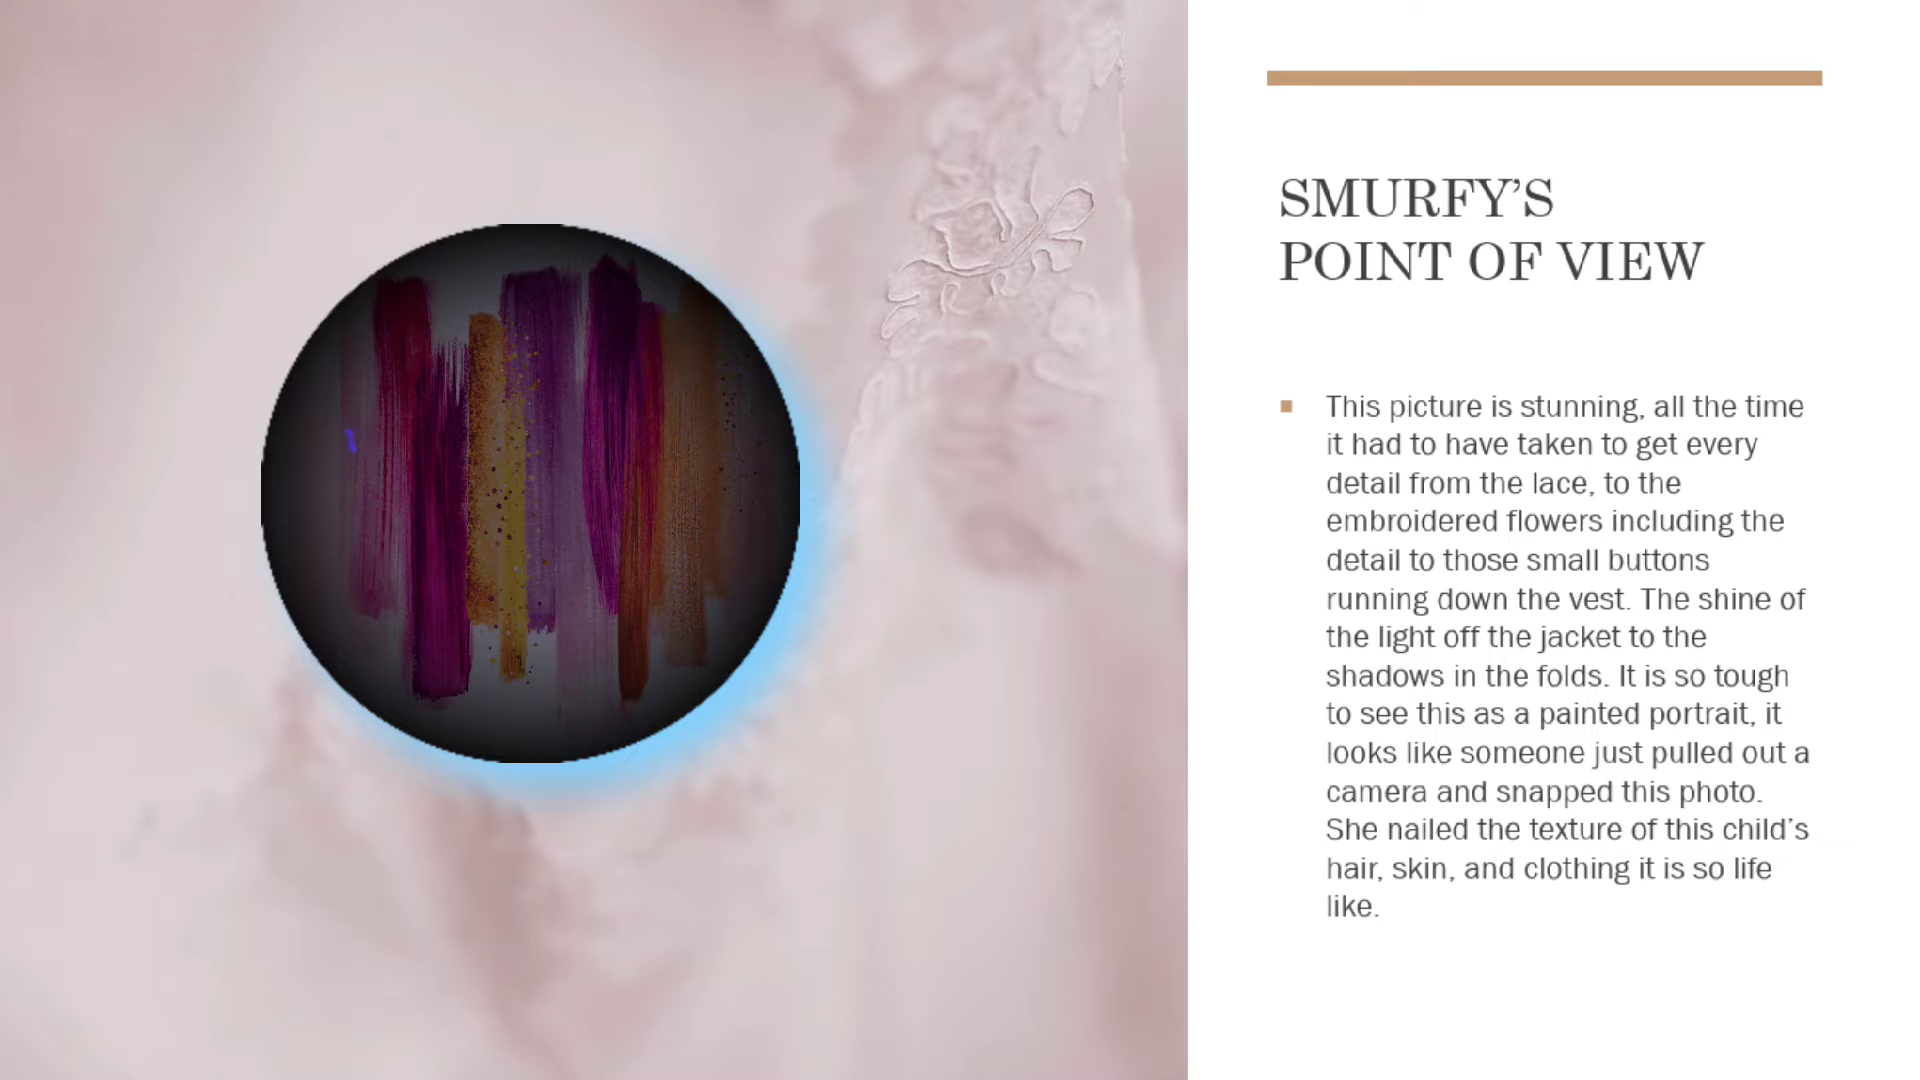 SMURFY’S
POINT OF VIEW
This picture is stunning, all the time
it had to have taken to get every
detail from the lace, to the
embroidered flowers including the
detail to those small buttons
running down the vest. The shine of
the light off the jacket to the
shadows in the folds. It is so tough
to see this as a painted portrait, it
looks like someone just pulled out a
camera and snapped this photo.
She nailed the texture of this child’s
hair, skin, and clothing it is so life
like.